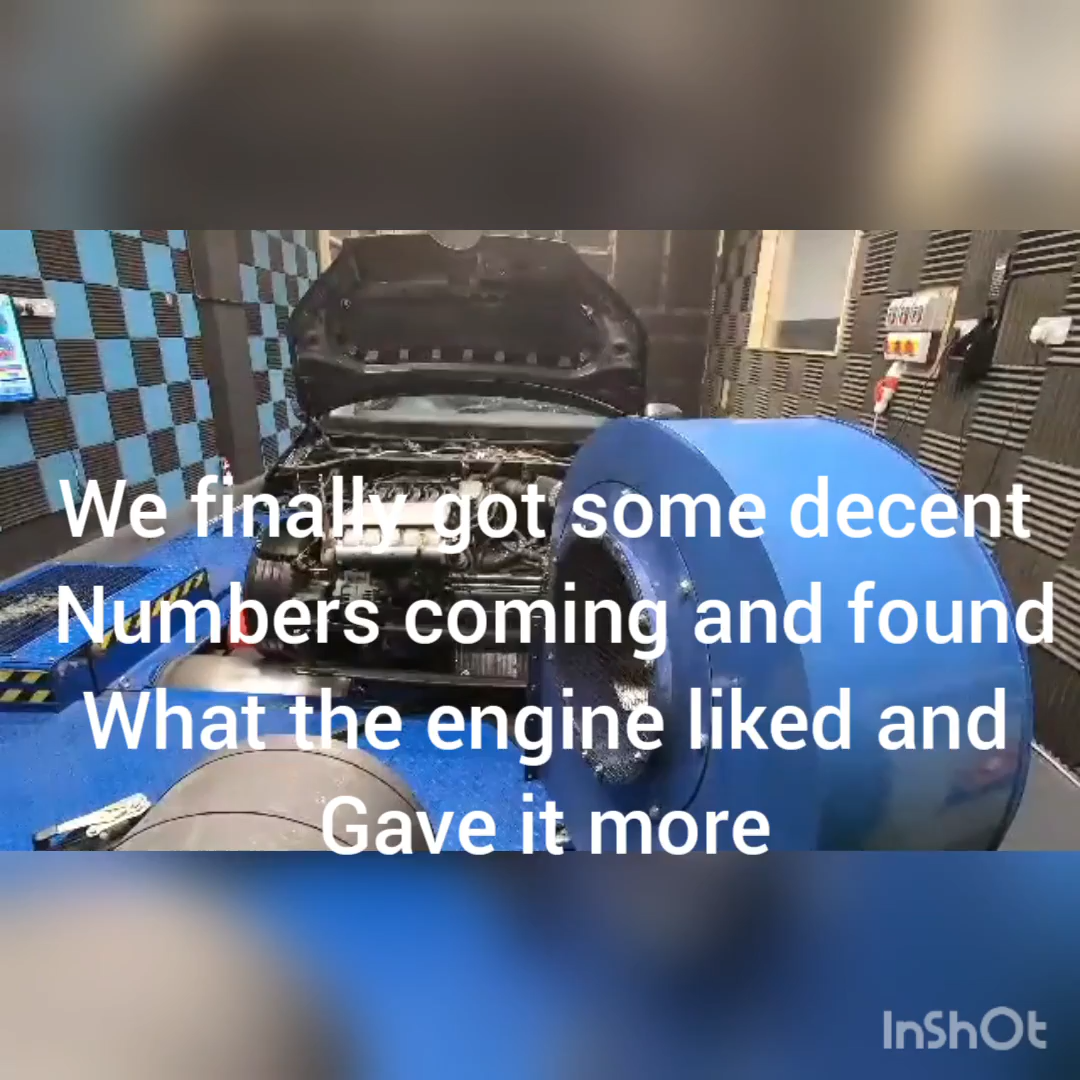 We finally got some decent
Numbers coming and found
What the engine liked and
Gave it more
InShOt